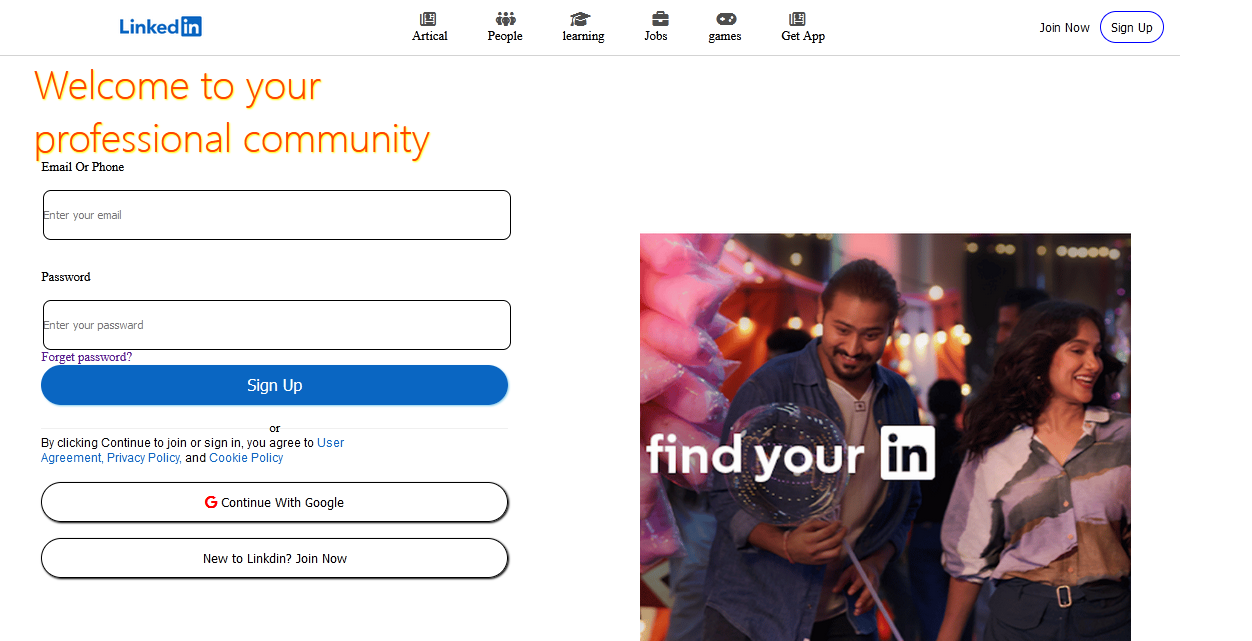 Linked in
Artical
People
learning
Jobs
games
Get App
Join Now
Sign Up
Welcome to your
professional community
Email Or Phone
Enter your email
Password
Enter your password
Forget password?
Sign Up
or
By clicking Continue to join or sign in, you agree to User
Agreement, Privacy Policy, and Cookie Policy
G Continue With Google
New to Linkdin? Join Now
find your in